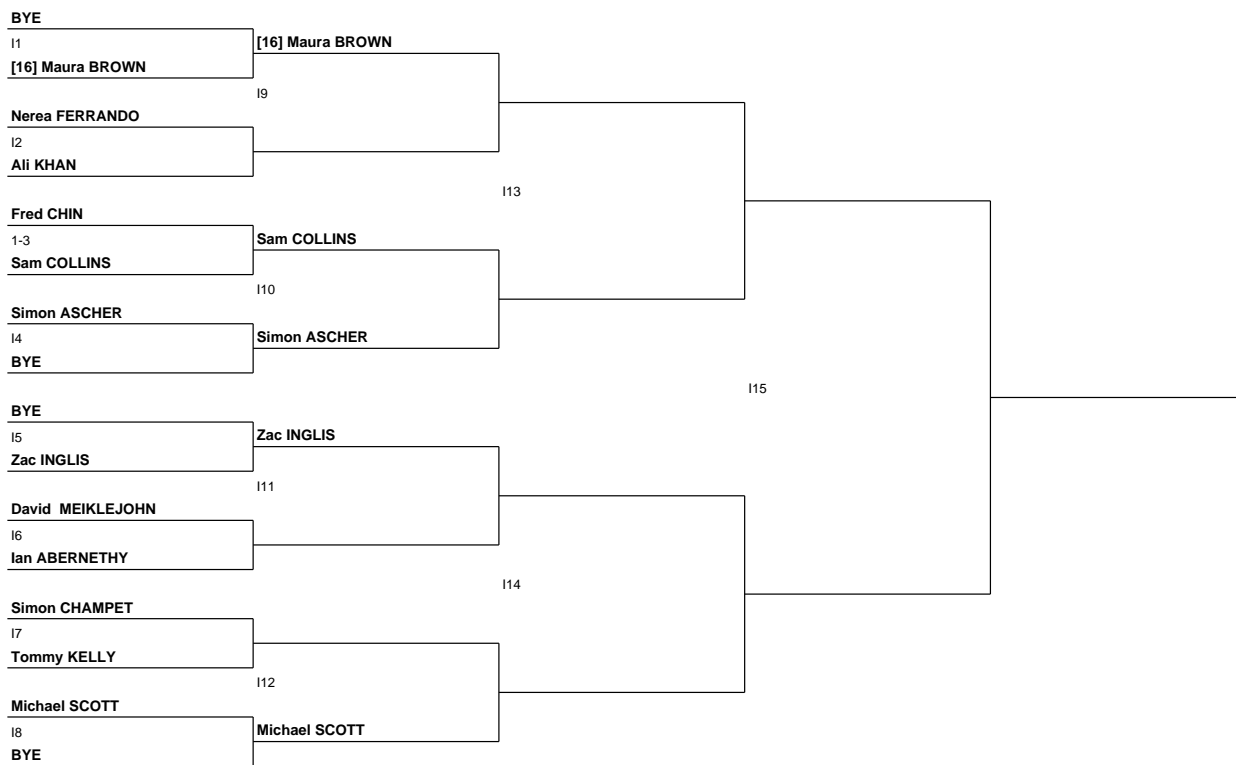 BYE
I1
[16] Maura BROWN
[16] Maura BROWN
I9
Nerea FERRANDO
I2
Ali KHAN
I13
Fred CHIN
1-3
Sam COLLINS
Sam COLLINS
I10
Simon ASCHER
I4
BYE
Simon ASCHER
I15
BYE
I5
Zac INGLIS
Zac INGLIS
I11
David  MEIKLEJOHN
I6
Ian ABERNETHY
I14
Simon CHAMPET
I7
Tommy KELLY
I12
Michael SCOTT
I8
BYE
Michael SCOTT